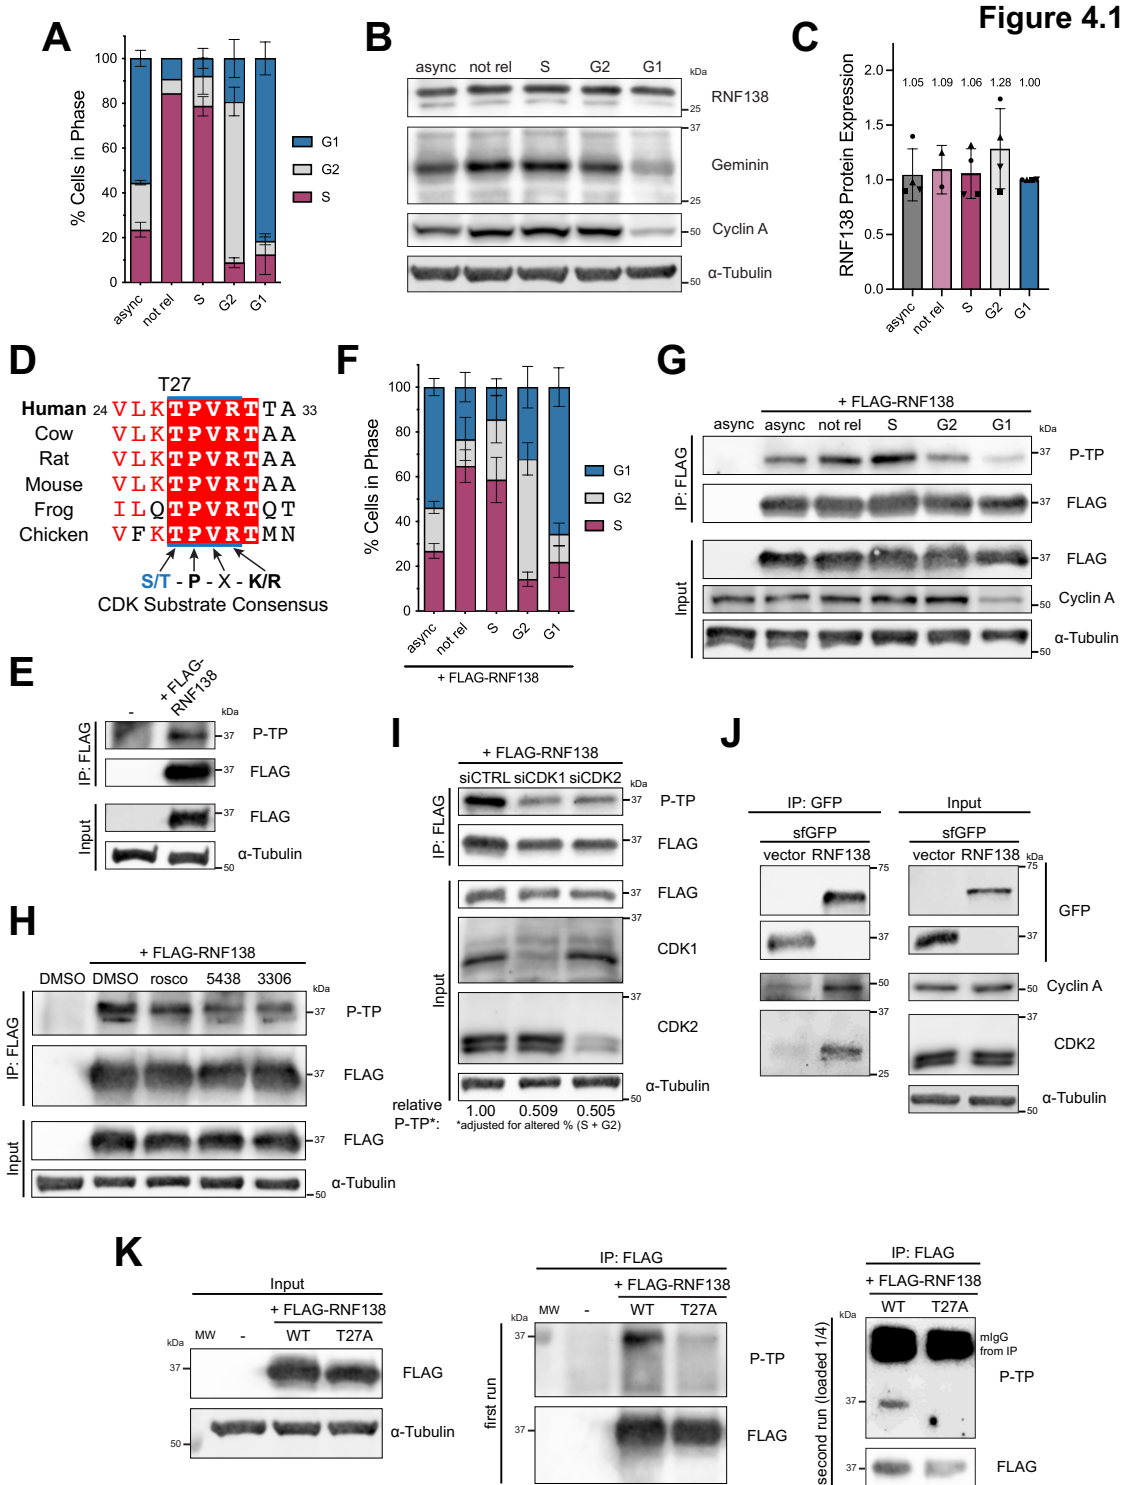 Figure 4.1
A
% Cells in Phase
100
80
60
40
20
0
async
not rel
S
G2
G1
G1
G2
S
B
async not rel S G2 G1
kDa
RNF138
25
37
Geminin
25
Cyclin A
50
α-Tubulin
50
C
RNF138 Protein Expression
2.0
1.5
1.0
0.5
0.0
1.05 1.09 1.06 1.28 1.00
async
not rel
S
G2
G1
D
T27
Human 24 V L K T P V R T T A 33
Cow V L K T P V R T A A
Rat V L K T P V R T A A
Mouse V L K T P V R T A A
Frog I L Q T P V R T Q T
Chicken V F K T P V R T M N
S/T - P - X - K/R
CDK Substrate Consensus
E
- + FLAG-RNF138
kDa
IP: FLAG
37 P-TP
37 FLAG
Input
37 FLAG
α-Tubulin
50
F
% Cells in Phase
100
80
60
40
20
0
async
not rel
S
G2
G1
+ FLAG-RNF138
G1
G2
S
G
+ FLAG-RNF138
async async not rel S G2 G1
kDa
IP: FLAG
37 P-TP
37 FLAG
Input
37 FLAG
50 Cyclin A
α-Tubulin
50
H
+ FLAG-RNF138
DMSO DMSO rosco 5438 3306
kDa
IP: FLAG
37 P-TP
37 FLAG
Input
37 FLAG
α-Tubulin
50
I
+ FLAG-RNF138
siCTRL siCDK1 siCDK2
kDa
IP: FLAG
37 P-TP
37 FLAG
Input
37 FLAG
37
CDK1
37
CDK2
α-Tubulin
50
relative P-TP*: 1.00 0.509 0.505
*adjusted for altered % (S + G2)
J
IP: GFP Input
sfGFP sfGFP
vector RNF138 vector RNF138
kDa
75 75
GFP
37 37
50 50 Cyclin A
37 37
CDK2
25
α-Tubulin
50
K
Input
+ FLAG-RNF138
kDa MW - WT T27A
37 FLAG
α-Tubulin
50
IP: FLAG
+ FLAG-RNF138
MW - WT T27A
kDa
first run
37
P-TP
37 FLAG
IP: FLAG
+ FLAG-RNF138
kDa WT T27A
second run (loaded 1/4)
mIgG
from IP
P-TP
37
37 FLAG